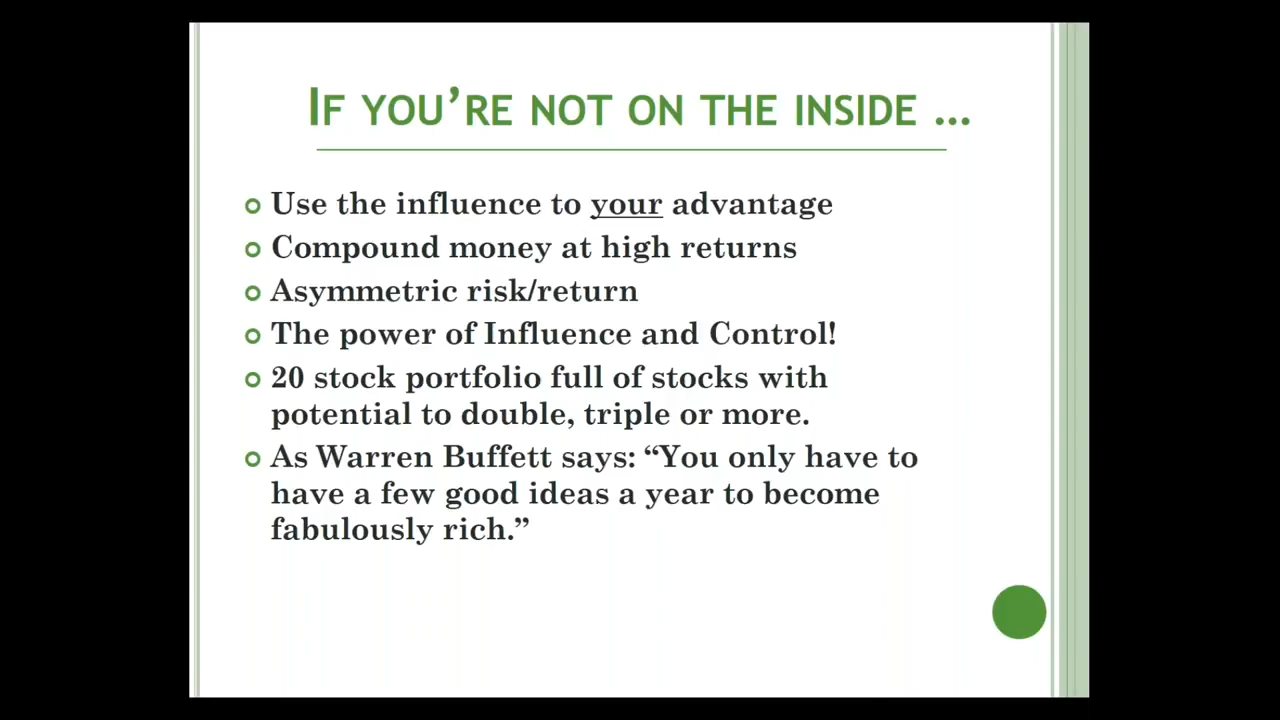 If you’re not on the inside …
Use the influence to your advantage
Compound money at high returns
Asymmetric risk/return
The power of Influence and Control!
20 stock portfolio full of stocks with
potential to double, triple or more.
As Warren Buffett says: “You only have to
have a few good ideas a year to become
fabulously rich.”